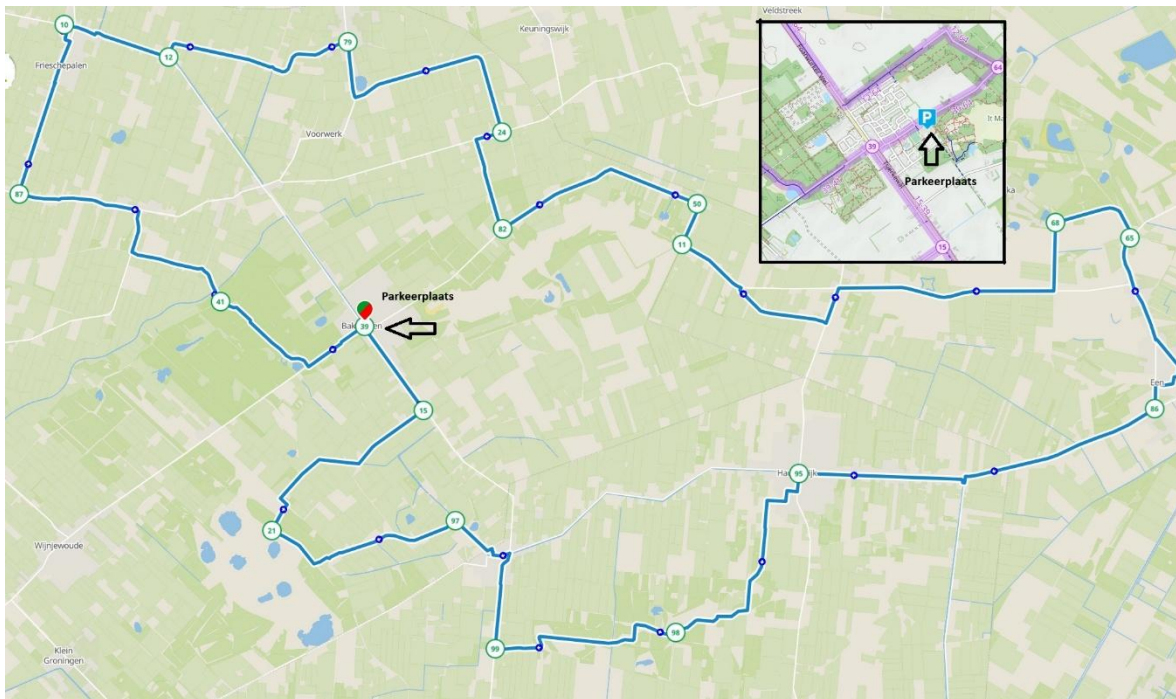 Veldstreek
10
Keuningswijk
79
12
Frieschepalen
24
Voorwerk
64
39
Parkeerplaats
15
P
87
50
68
82
11
65
41
Parkeerplaats
39
15
Een
86
95
97
21
Wijnjewoude
98
99
Klein
Groningen